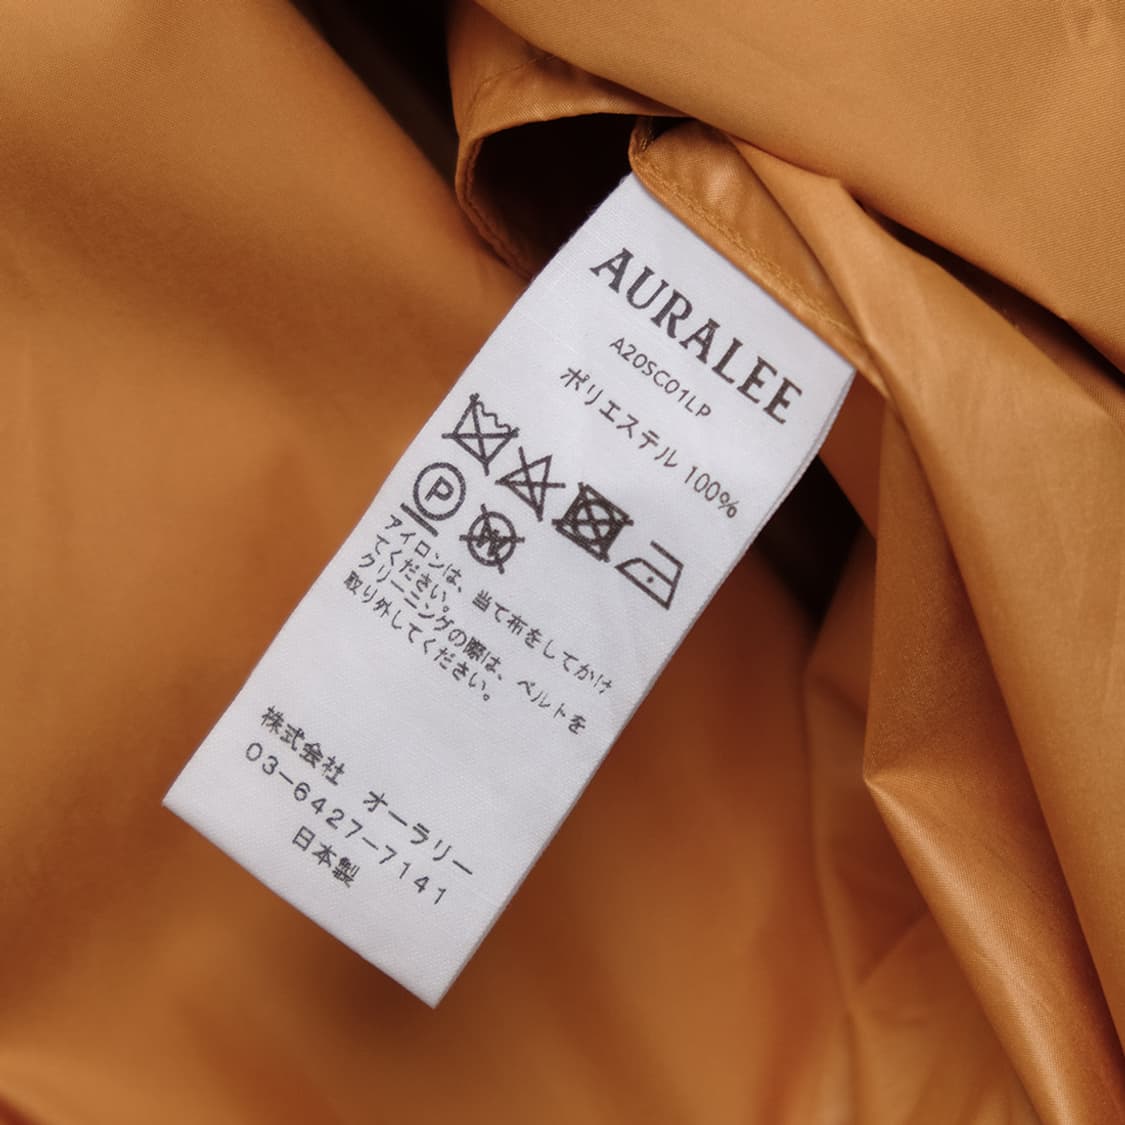 AURALEE
A20SC01LP
ポリエステル 100%
P
W
アイロンは、当て布をしてかけ
てください。
クリーニングの際は、ベルトを
取り外してください。
株式会社 オーラリー
03-6427-7141
日本製